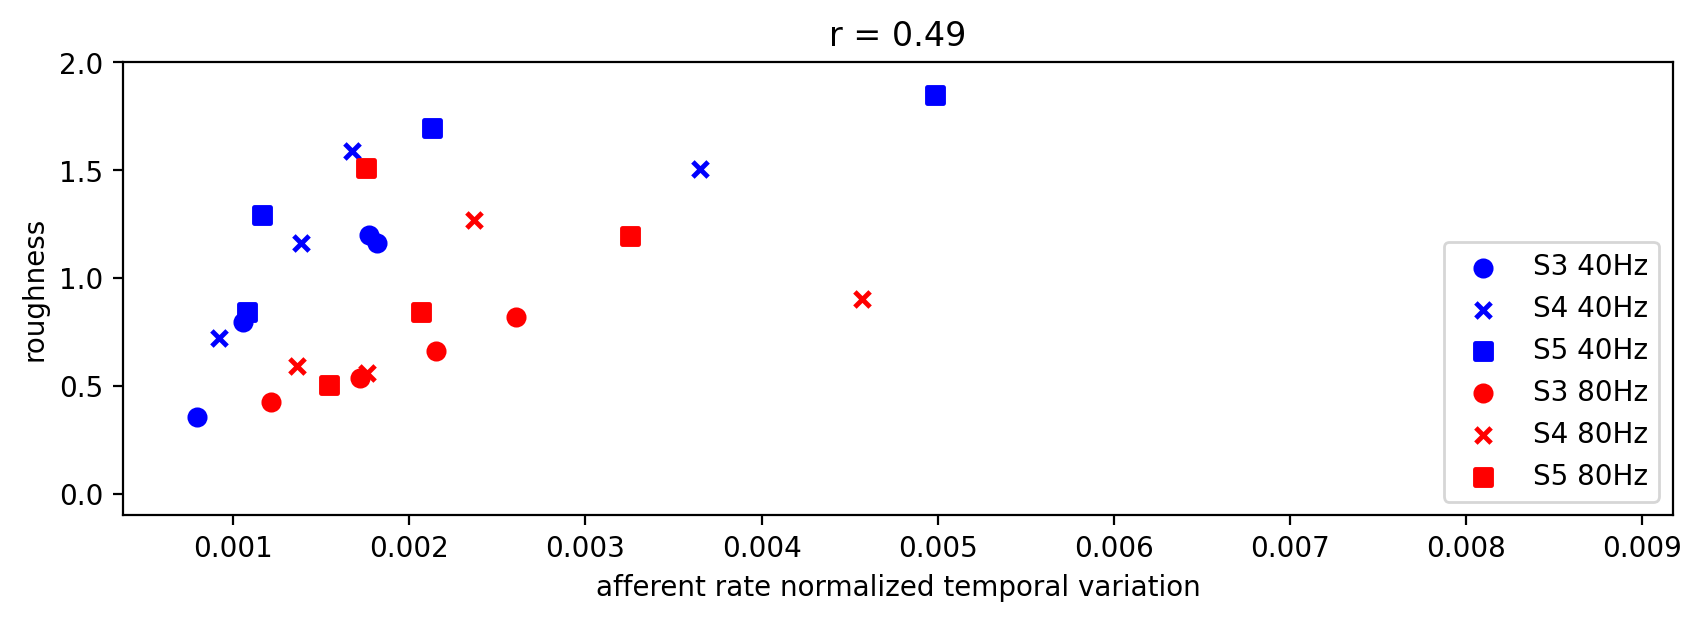 r = 0.49
2.0
1.5
1.0
0.5
0.0
roughness
S3 40Hz
S4 40Hz
S5 40Hz
S3 80Hz
S4 80Hz
S5 80Hz
0.001 0.002 0.003 0.004 0.005 0.006 0.007 0.008 0.009
afferent rate normalized temporal variation